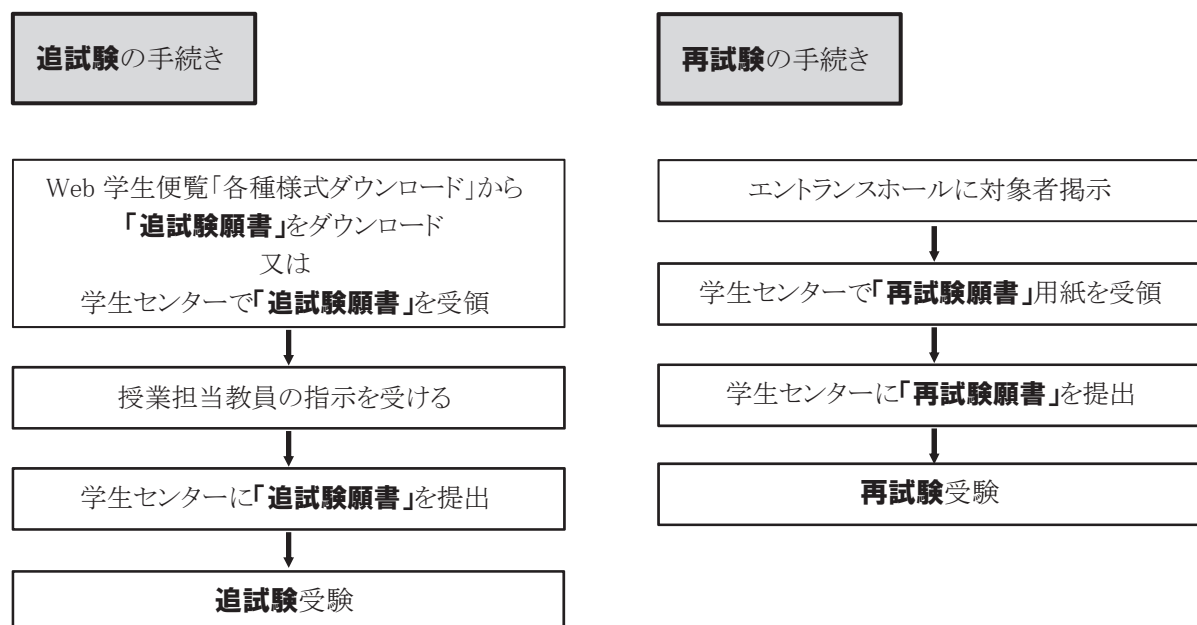 追試験の手続き
Web 学生便覧「各種様式ダウンロード」から
「追試験願書」をダウンロード
又は
学生センターで「追試験願書」を受領
授業担当教員の指示を受ける
学生センターに「追試験願書」を提出
追試験受験
再試験の手続き
エントランスホールに対象者掲示
学生センターで「再試験願書」用紙を受領
学生センターに「再試験願書」を提出
再試験受験